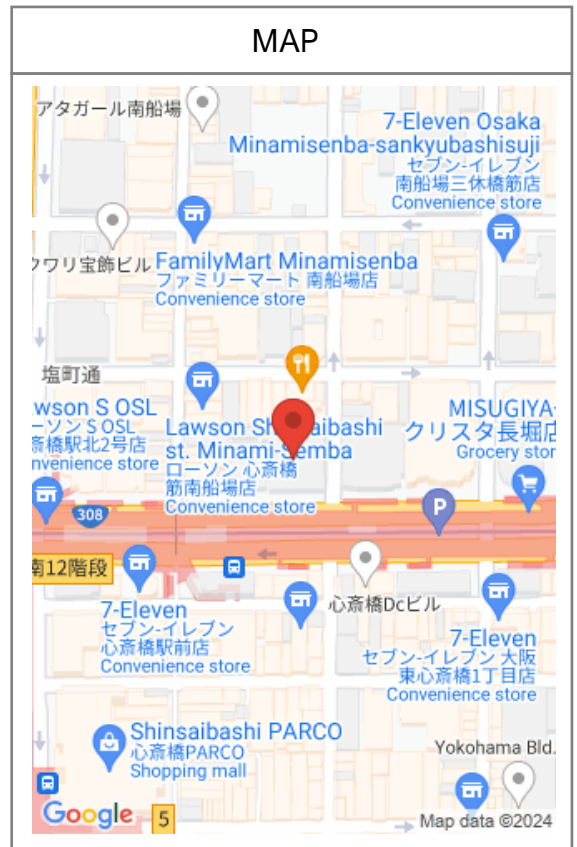 MAP
アタガール南船場
7-Eleven Osaka
Minamisenba-sankyubashisuji
セブン-イレブン
南船場三休橋筋店
Convenience store
クワリ宝飾ビル
FamilyMart Minamisenba
ファミリーマート 南船場店
Convenience store
塩町通
wson S OSL
ーソン S OSL
斎橋駅北2号店
nvenience store
Lawson Sh aibashi
st. Minami-Semba
ローソン 心斎橋
筋南船場店
Convenience store
MISUGIYA
クリスタ長堀店
Grocery stor
308
P
南12階段
7-Eleven
セブン-イレブン
心斎橋駅前店
Convenience store
心斎橋Dcビル
7-Eleven
セブン-イレブン 大阪
東心斎橋1丁目店
Convenience store
Shinsaibashi PARCO
心斎橋PARCO
Shopping mall
Yokohama Bld.
Google
5
Map data ©2024